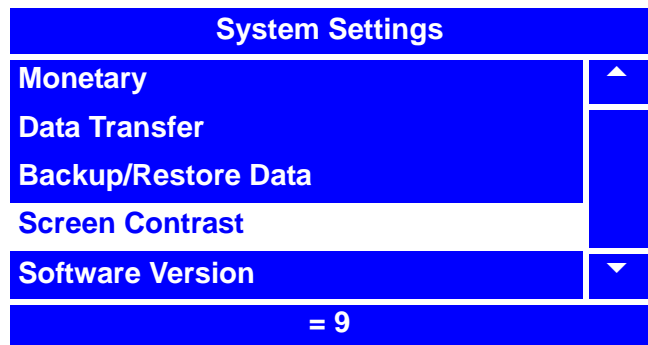 System Settings
Monetary
Data Transfer
Backup/Restore Data
Screen Contrast
Software Version
= 9